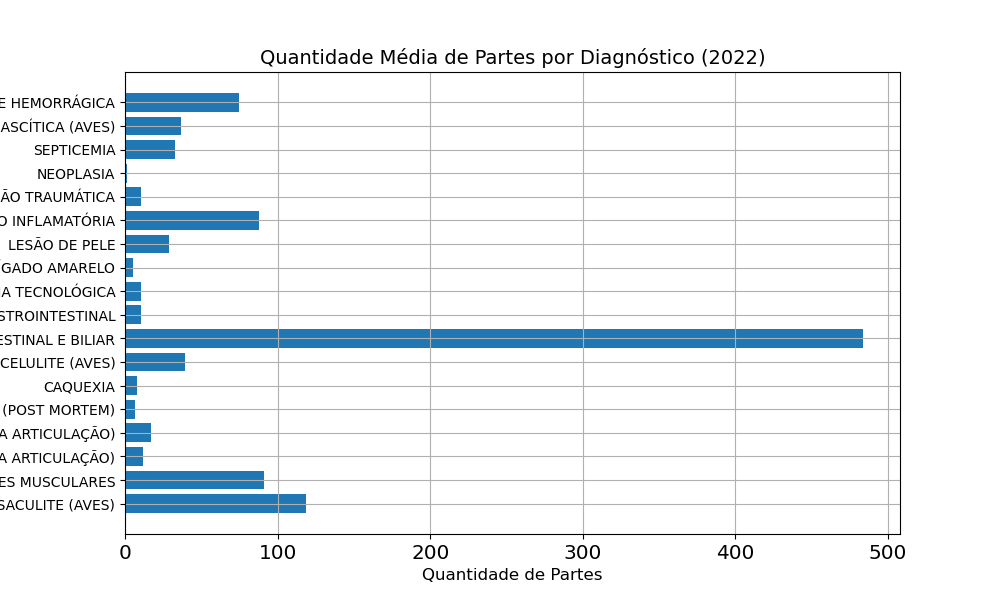 Quantidade Média de Partes por Diagnóstico (2022)
E HEMORRÁGICA
ASCÍTICA (AVES)
SEPTICEMIA
NEOPLASIA
ÃO TRAUMÁTICA
O INFLAMATÓRIA
LESÃO DE PELE
GADO AMARELO
IA TECNOLÓGICA
STROINTESTINAL
ESTINAL E BILIAR
CELULITE (AVES)
CAQUEXIA
(POST MORTEM)
A ARTICULAÇÃO)
A ARTICULAÇÃO)
ES MUSCULARES
SACULITE (AVES)
0 100 200 300 400 500
Quantidade de Partes